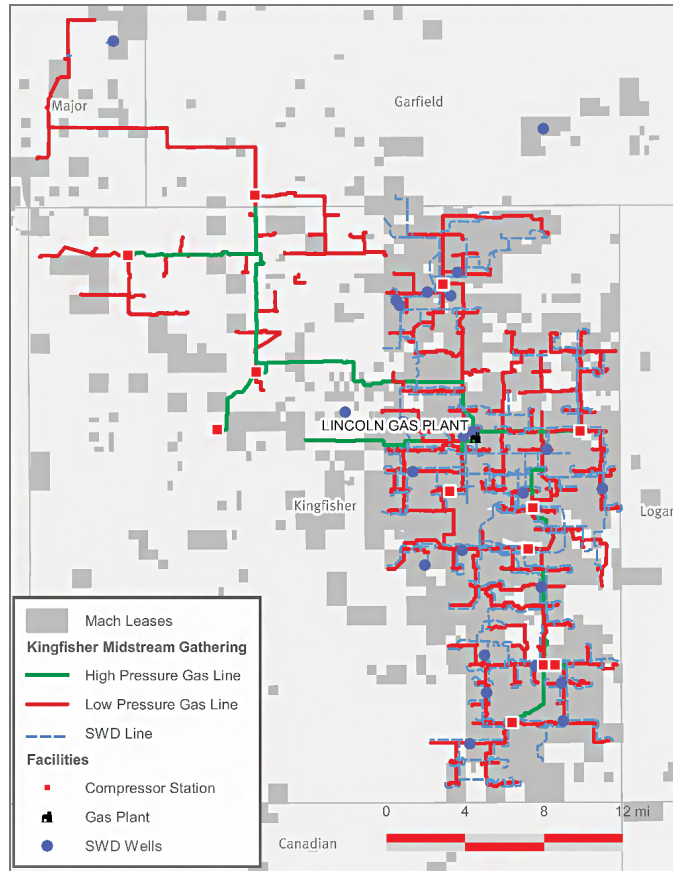 Major
Garfield
LINCOLN GAS PLANT
Kingfisher
Logan
Mach Leases
Kingfisher Midstream Gathering
High Pressure Gas Line
Low Pressure Gas Line
SWD Line
Facilities
Compressor Station
Gas Plant
SWD Wells
0 4 8 12 mi
Canadian